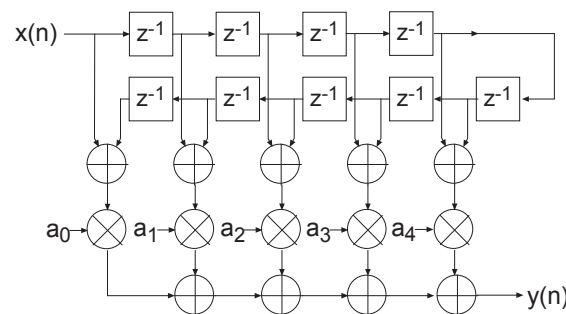 x(n) z⁻¹ z⁻¹ z⁻¹ z⁻¹
z⁻¹ z⁻¹ z⁻¹ z⁻¹ z⁻¹
a₀ a₁ a₂ a₃ a₄
y(n)